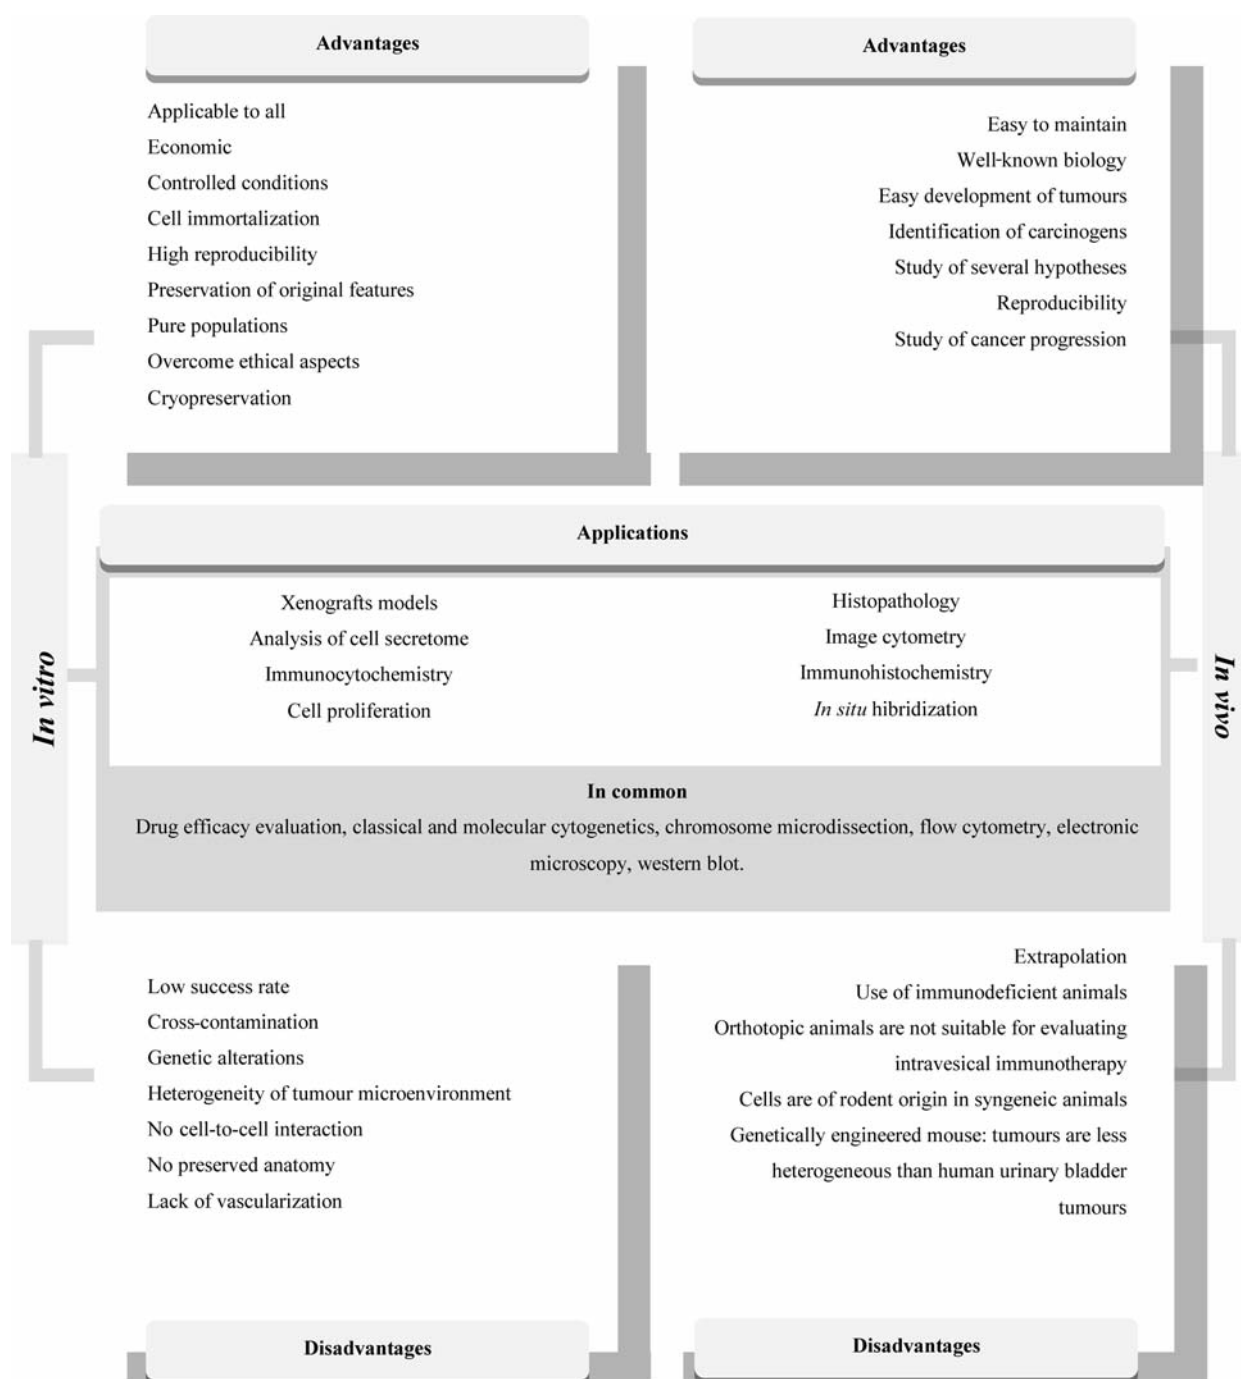 Advantages
Applicable to all
Economic
Controlled conditions
Cell immortalization
High reproducibility
Preservation of original features
Pure populations
Overcome ethical aspects
Cryopreservation
Advantages
Easy to maintain
Well-known biology
Easy development of tumours
Identification of carcinogens
Study of several hypotheses
Reproducibility
Study of cancer progression
In vitro
Applications
Xenografts models
Analysis of cell secretome
Immunocytochemistry
Cell proliferation
Histopathology
Image cytometry
Immunohistochemistry
In situ hibridization
In common
Drug efficacy evaluation, classical and molecular cytogenetics, chromosome microdissection, flow cytometry, electronic
microscopy, western blot.
In vivo
Low success rate
Cross-contamination
Genetic alterations
Heterogeneity of tumour microenvironment
No cell-to-cell interaction
No preserved anatomy
Lack of vascularization
Disadvantages
Extrapolation
Use of immunodeficient animals
Orthotopic animals are not suitable for evaluating
intravesical immunotherapy
Cells are of rodent origin in syngeneic animals
Genetically engineered mouse: tumours are less
heterogeneous than human urinary bladder
tumours
Disadvantages